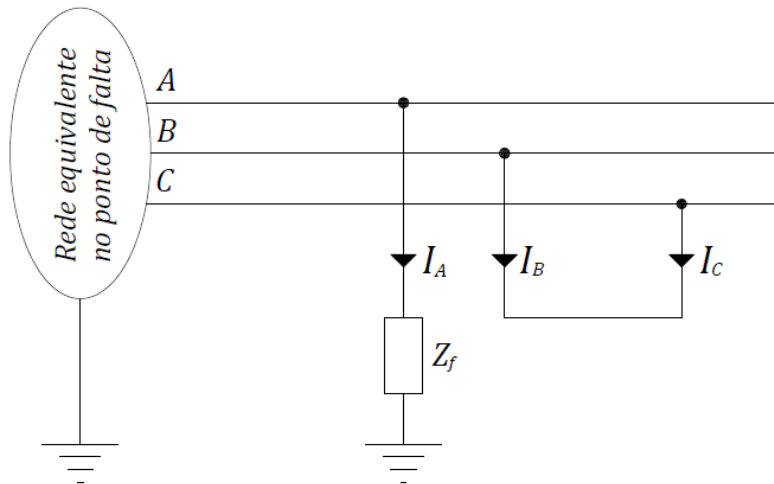 Rede equivalente
no ponto de falta
A
B
C
I_A
I_B
I_C
Z_f